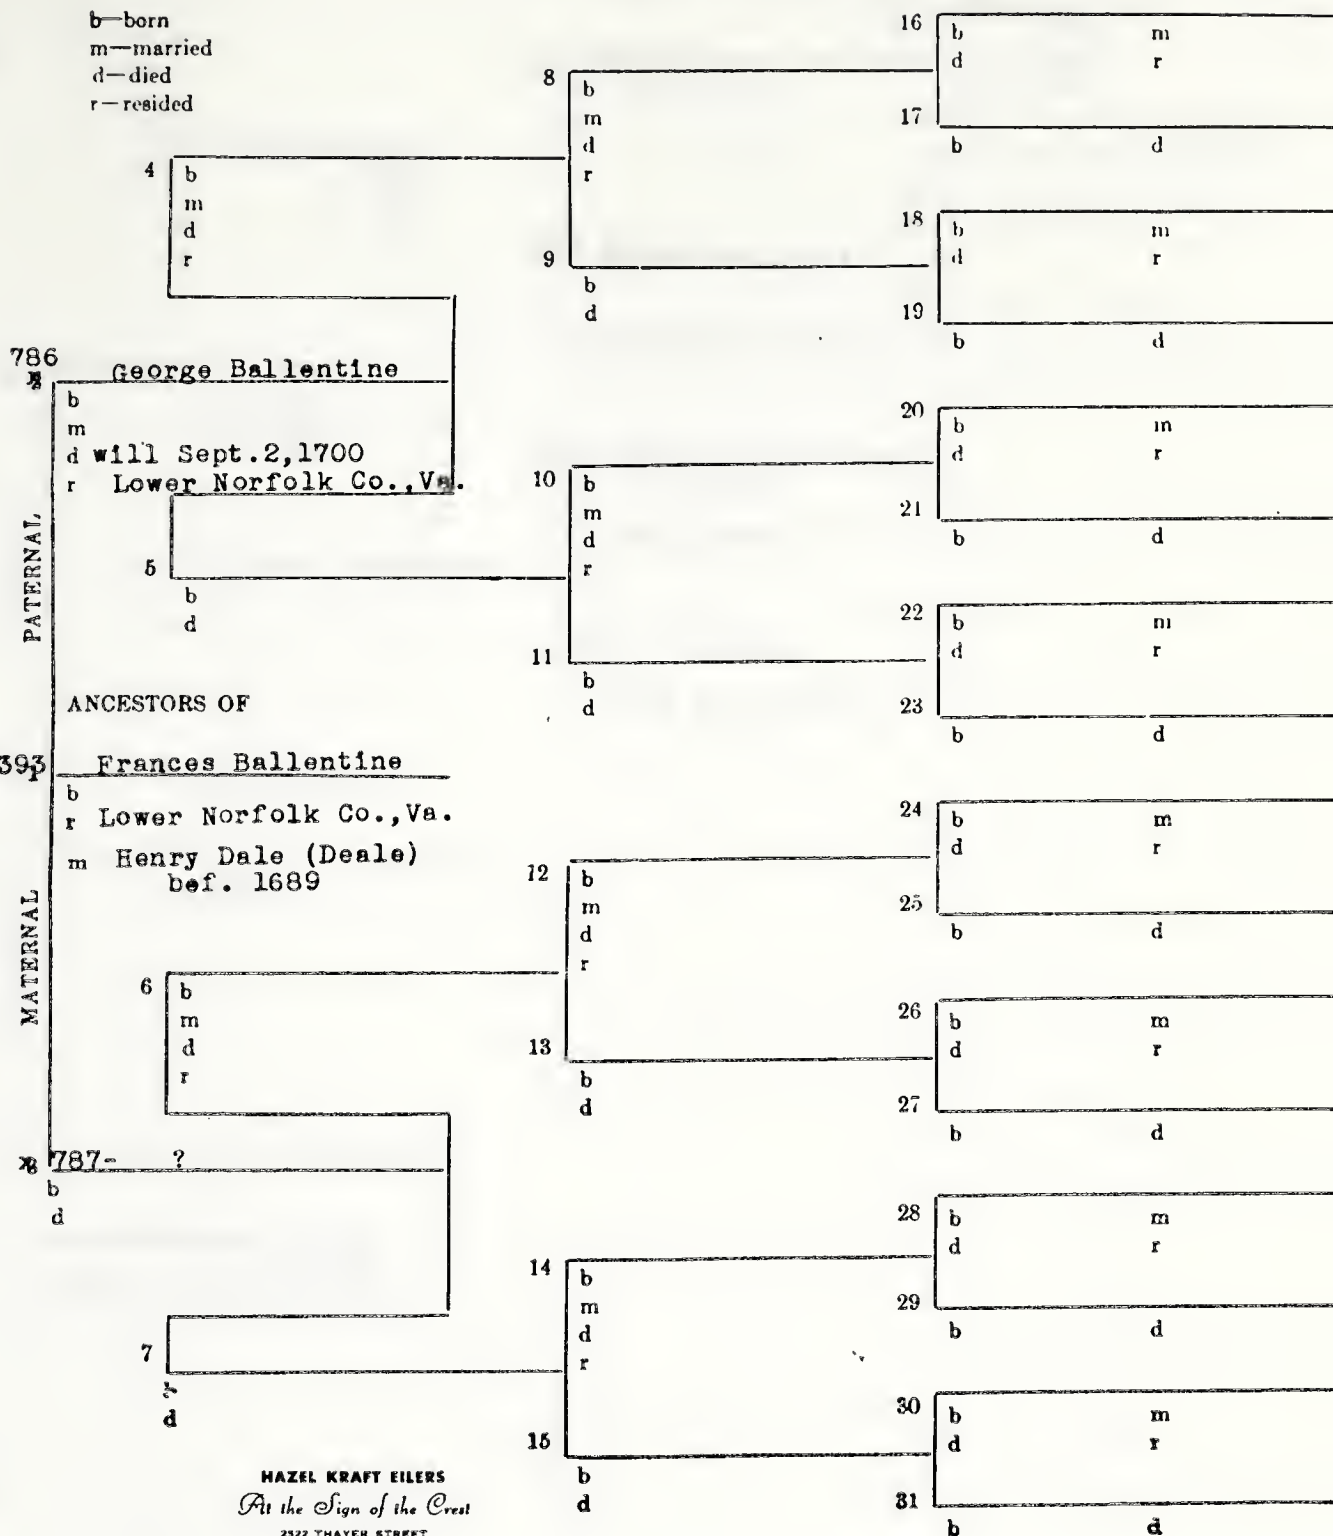 b—born
m—married
d—died
r—resided
4
b
m
d
r
8
b
m
d
r
9
b
d
16
b m
d r
17
b d
18
b m
d r
19
b d
786
George Ballentine
b
m
d will Sept.2,1700
r Lower Norfolk Co.,Va.
PATERNAL
5
b
d
10
b
m
d
r
11
b
d
20
b m
d r
21
b d
22
b m
d r
23
b d
ANCESTORS OF
393 Frances Ballentine
b
r Lower Norfolk Co.,Va.
m Henry Dale (Deale)
bef. 1689
MATERNAL
6
b
m
d
r
12
b
m
d
r
13
b
d
24
b m
d r
25
b d
26
b m
d r
27
b d
787- ?
b
d
7
b
d
14
b
m
d
r
15
b
d
28
b m
d r
29
b d
30
b m
d r
31
b d
HAZEL KRAFT EILERS
At the Sign of the Crest
2522 THAYER STREET